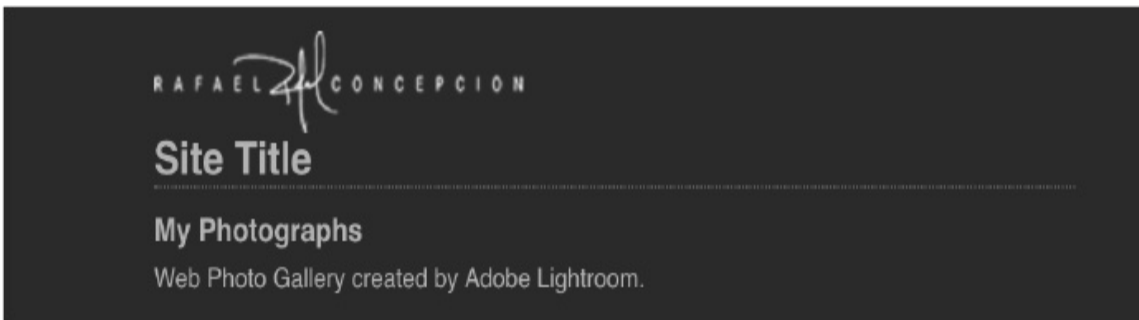 RAFAEL CONCEPCION
Site Title
My Photographs
Web Photo Gallery created by Adobe Lightroom.